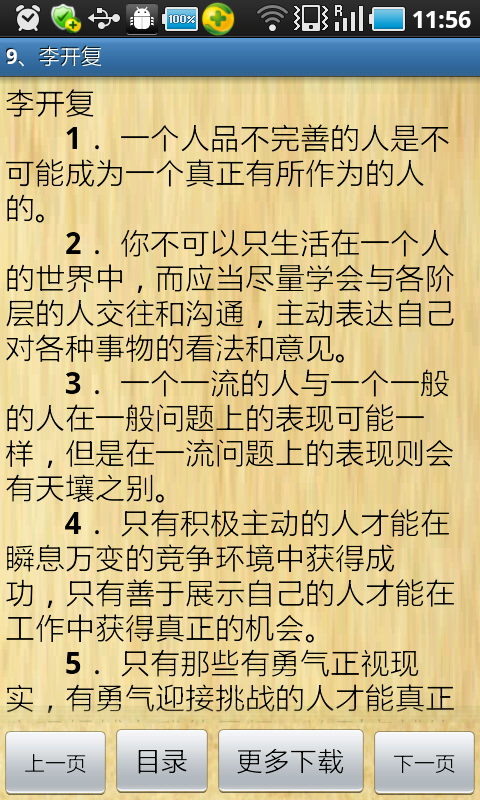 100%
R
11:56
9、李开复
李开复
1．一个人品不完善的人是不
可能成为一个真正有所作为的人
的。
2．你不可以只生活在一个人
的世界中，而应当尽量学会与各阶
层的人交往和沟通，主动表达自己
对各种事物的看法和意见。
3．一个一流的人与一个一般
的人在一般问题上的表现可能一
样，但是在一流问题上的表现则会
有天壤之别。
4．只有积极主动的人才能在
瞬息万变的竞争环境中获得成
功，只有善于展示自己的人才能在
工作中获得真正的机会。
5．只有那些有勇气正视现
实，有勇气迎接挑战的人才能真正
上一页
目录
更多下载
下一页